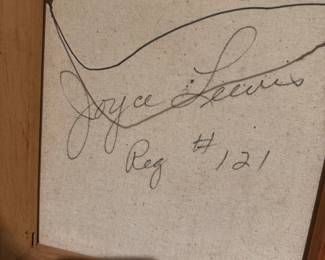 Joyce Lewis
Reg #121